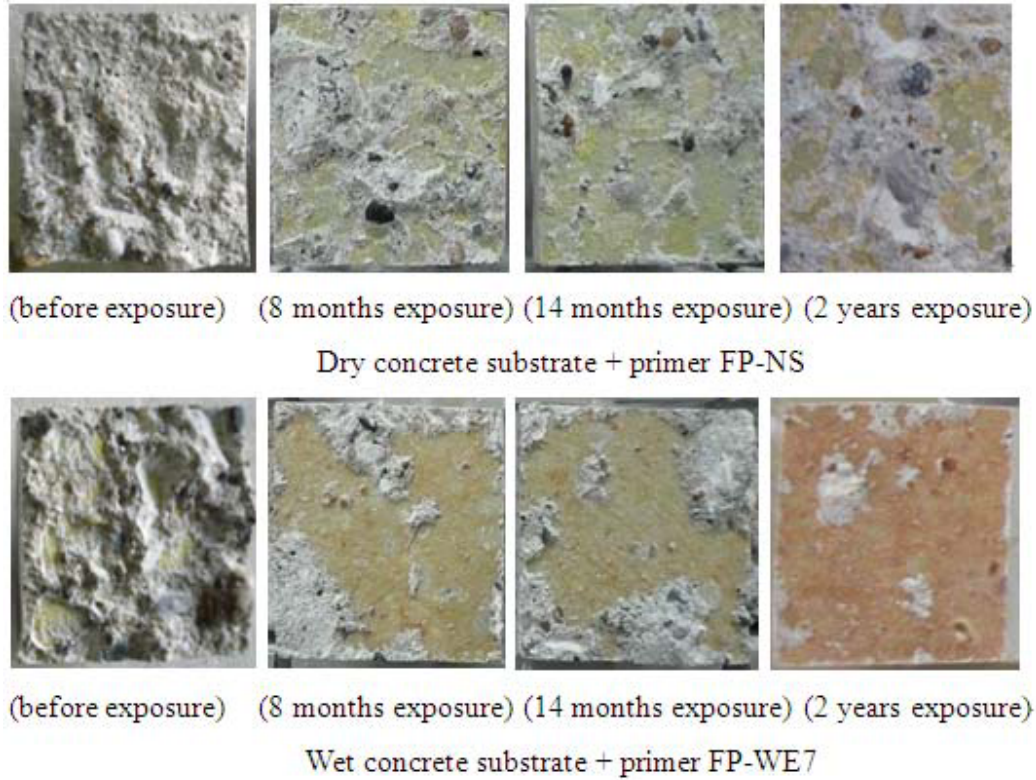 (before exposure) (8 months exposure) (14 months exposure) (2 years exposure)
Dry concrete substrate + primer FP-NS
(before exposure) (8 months exposure) (14 months exposure) (2 years exposure)
Wet concrete substrate + primer FP-WE7